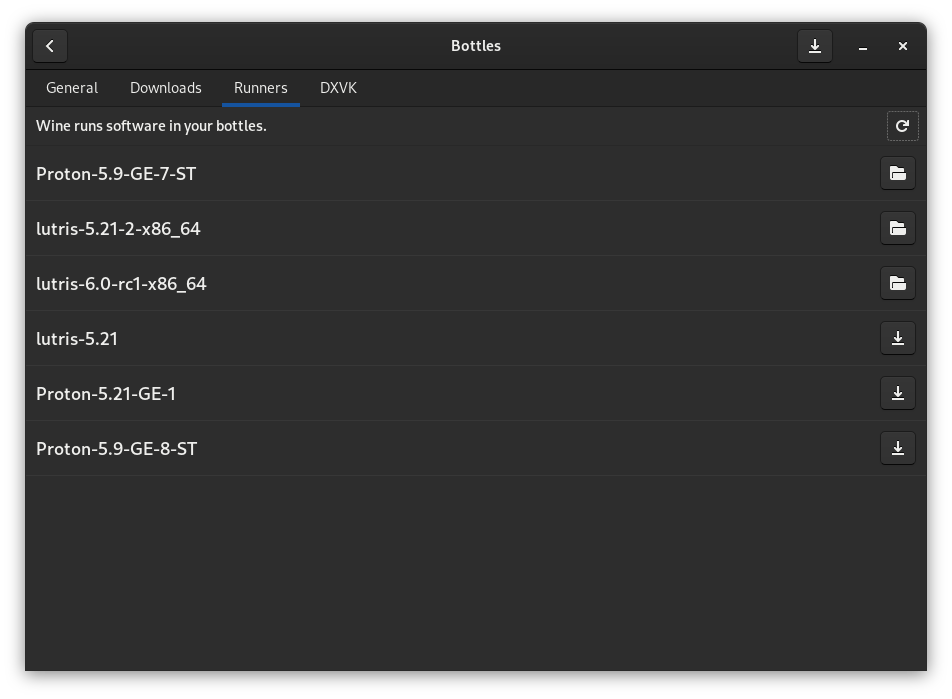 Bottles
General Downloads Runners DXVK
Wine runs software in your bottles.
Proton-5.9-GE-7-ST
lutris-5.21-2-x86_64
lutris-6.0-rc1-x86_64
lutris-5.21
Proton-5.21-GE-1
Proton-5.9-GE-8-ST